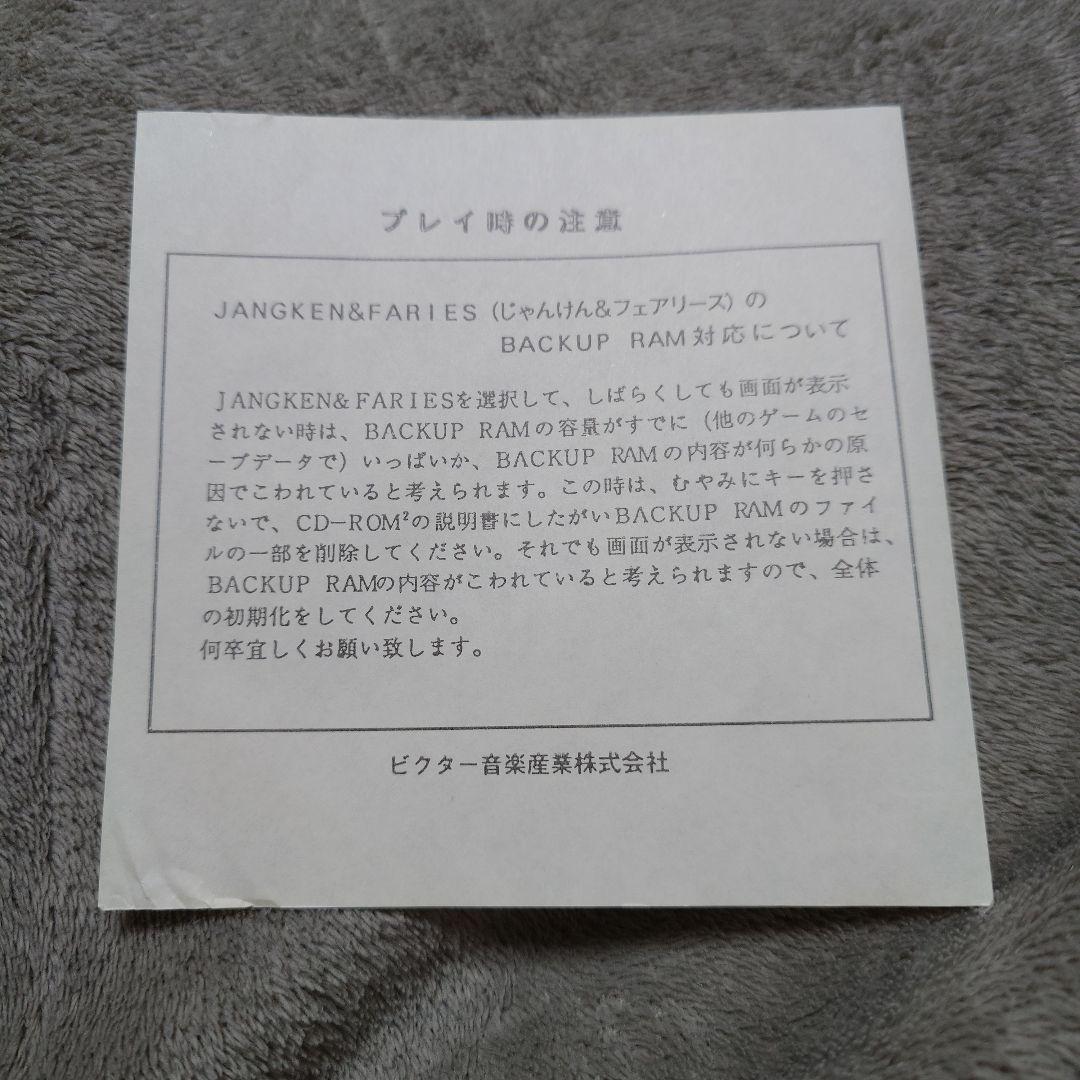 プレイ時の注意
JANGKEN&FARIES（じゃんけん&フェアリーズ）の
BACKUP RAM対応について
JANGKEN&FARIESを選択して、しばらくしても画面が表示
されない時は、BACKUP RAMの容量がすでに（他のゲームのセ
ーブデータで）いっぱいか、BACKUP RAMの内容が何らかの原
因でこわれていると考えられます。この時は、むやみにキーを押さ
ないで、CD-ROM²の説明書にしたがいBACKUP RAMのファイ
ルの一部を削除してください。それでも画面が表示されない場合は、
BACKUP RAMの内容がこわれていると考えられますので、全体
の初期化をしてください。
何卒宜しくお願い致します。
ビクター音楽産業株式会社